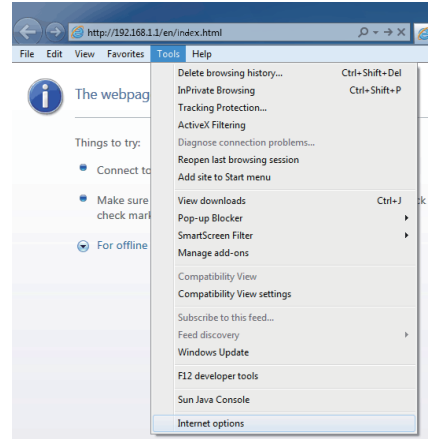 http://192.168.1.1/en/index.html
File Edit View Favorites Tools Help
Delete browsing history... Ctrl+Shift+Del
InPrivate Browsing Ctrl+Shift+P
Tracking Protection...
ActiveX Filtering
Diagnose connection problems...
Reopen last browsing session
Add site to Start menu
View downloads Ctrl+J
Pop-up Blocker
SmartScreen Filter
Manage add-ons
Compatibility View
Compatibility View settings
Subscribe to this feed...
Feed discovery
Windows Update
F12 developer tools
Sun Java Console
Internet options
The webpag
Things to try:
Connect to
Make sure
check mark
For offline